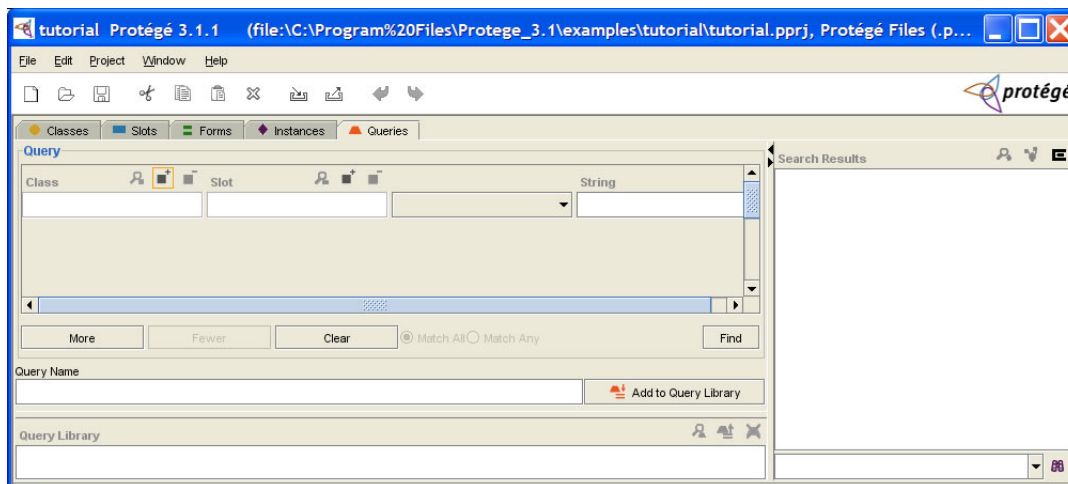 tutorial Protégé 3.1.1 (file:\C:\Program%20Files\Protege_3.1\examples\tutorial\tutorial.pprj, Protégé Files (.p...
File Edit Project Window Help
protégé
Classes Slots Forms Instances Queries
Query
Search Results
Class Slot String
More Fewer Clear Match All Match Any Find
Query Name
Add to Query Library
Query Library